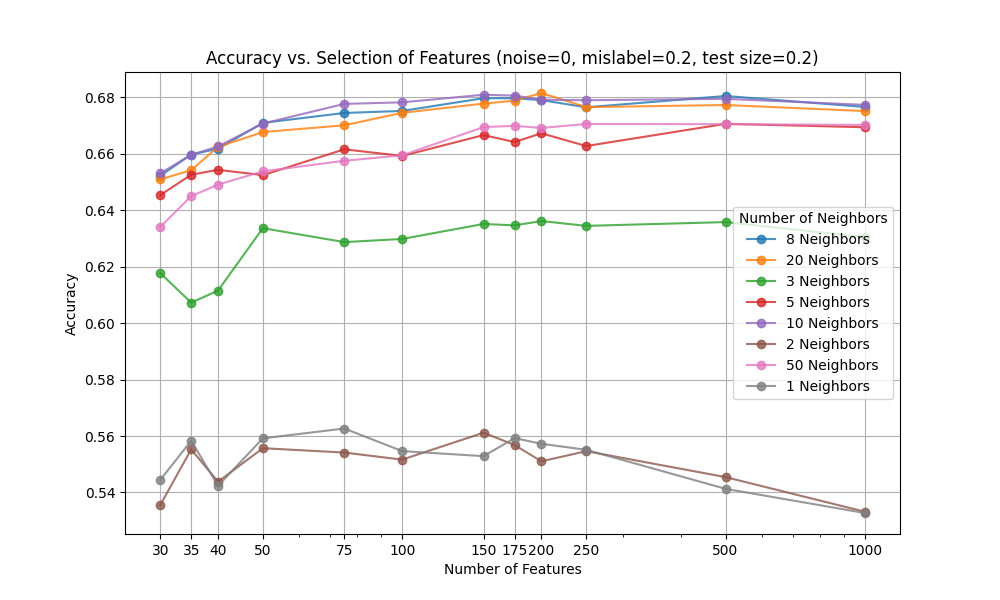 Accuracy vs. Selection of Features (noise=0, mislabel=0.2, test size=0.2)
Accuracy
0.68
0.66
0.64
0.62
0.60
0.58
0.56
0.54
Number of Neighbors
8 Neighbors
20 Neighbors
3 Neighbors
5 Neighbors
10 Neighbors
2 Neighbors
50 Neighbors
1 Neighbors
30 35 40 50 75 100 150 175 200 250 500 1000
Number of Features